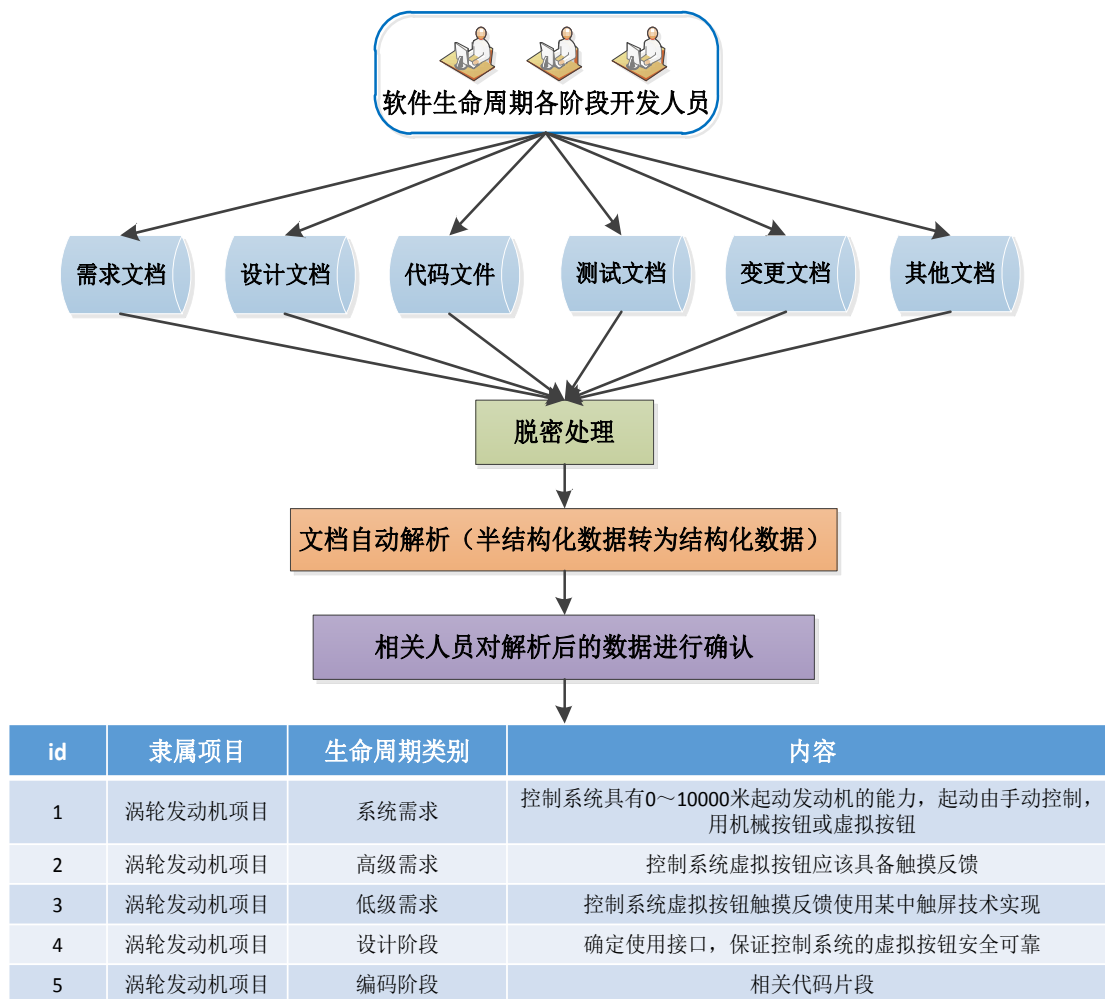 软件生命周期各阶段开发人员
需求文档 设计文档 代码文件 测试文档 变更文档 其他文档
脱密处理
文档自动解析（半结构化数据转为结构化数据）
相关人员对解析后的数据进行确认
id 隶属项目 生命周期类别 内容
1 涡轮发动机项目 系统需求 控制系统具有0～10000米起动发动机的能力，起动由手动控制，
用机械按钮或虚拟按钮
2 涡轮发动机项目 高级需求 控制系统虚拟按钮应该具备触摸反馈
3 涡轮发动机项目 低级需求 控制系统虚拟按钮触摸反馈使用某中触屏技术实现
4 涡轮发动机项目 设计阶段 确定使用接口，保证控制系统的虚拟按钮安全可靠
5 涡轮发动机项目 编码阶段 相关代码片段